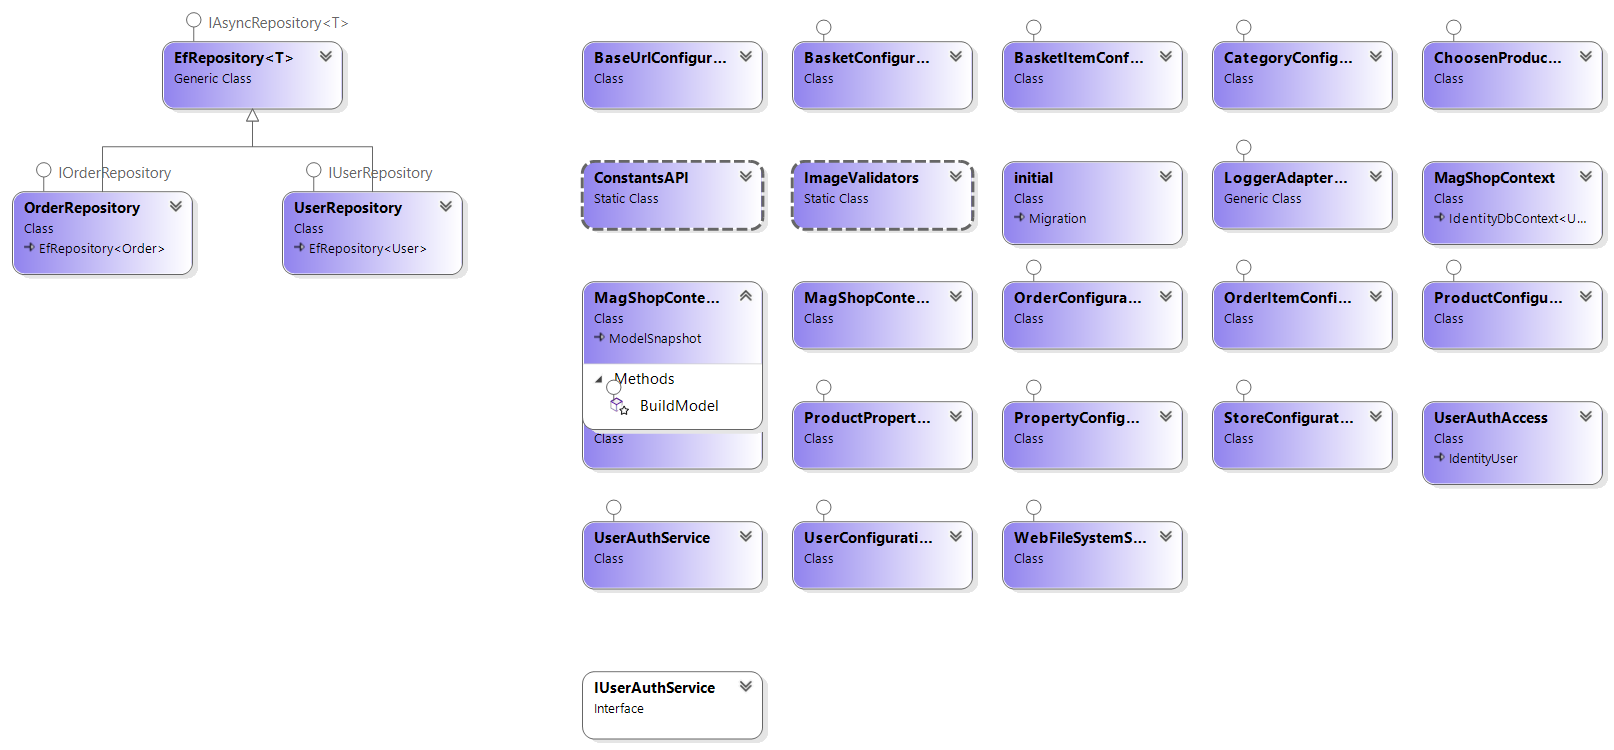 IAsyncRepository<T>
EfRepository<T>
Generic Class
IOrderRepository
OrderRepository
Class
EfRepository<Order>
IUserRepository
UserRepository
Class
EfRepository<User>
BaseUrlConfigur...
Class
BasketConfigur...
Class
BasketItemConf...
Class
CategoryConfig...
Class
ChoosenProduc...
Class
ConstantsAPI
Static Class
ImageValidators
Static Class
initial
Class
Migration
LoggerAdapter...
Generic Class
MagShopContext
Class
IdentityDbContext<U...
MagShopConte...
Class
ModelSnapshot
Methods
BuildModel
Class
MagShopConte...
Class
OrderConfigura...
Class
OrderItemConfi...
Class
ProductConfigu...
Class
ProductPropert...
Class
PropertyConfig...
Class
StoreConfigurat...
Class
UserAuthAccess
Class
IdentityUser
UserAuthService
Class
UserConfigurati...
Class
WebFileSystemS...
Class
IUserAuthService
Interface